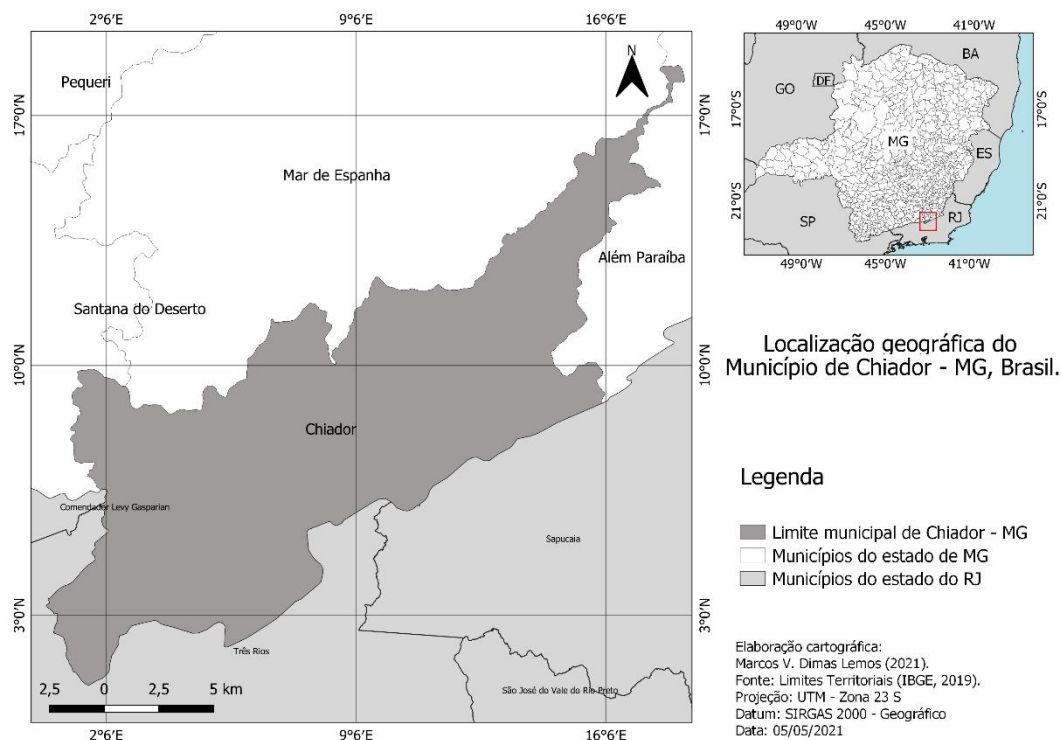 2°6'E
9°6'E
16°6'E
N
Pequeri
17°0'N
17°0'N
Mar de Espanha
Além Paraíba
Santana do Deserto
10°0'N
10°0'N
Chiador
Comendador Levy Gasparian
Sapucaia
3°0'N
3°0'N
Três Rios
São José do Vale do Rio Preto
2,5 0 2,5 5 km
2°6'E
9°6'E
16°6'E
49°0'W
45°0'W
41°0'W
BA
GO
DF
17°0'S
17°0'S
MG
ES
21°0'S
21°0'S
SP
RJ
49°0'W
45°0'W
41°0'W
Localização geográfica do
Município de Chiador - MG, Brasil.
Legenda
Limite municipal de Chiador - MG
Municípios do estado de MG
Municípios do estado do RJ
Elaboração cartográfica:
Marcos V. Dimas Lemos (2021).
Fonte: Limites Territoriais (IBGE, 2019).
Projeção: UTM - Zona 23 S
Datum: SIRGAS 2000 - Geográfico
Data: 05/05/2021